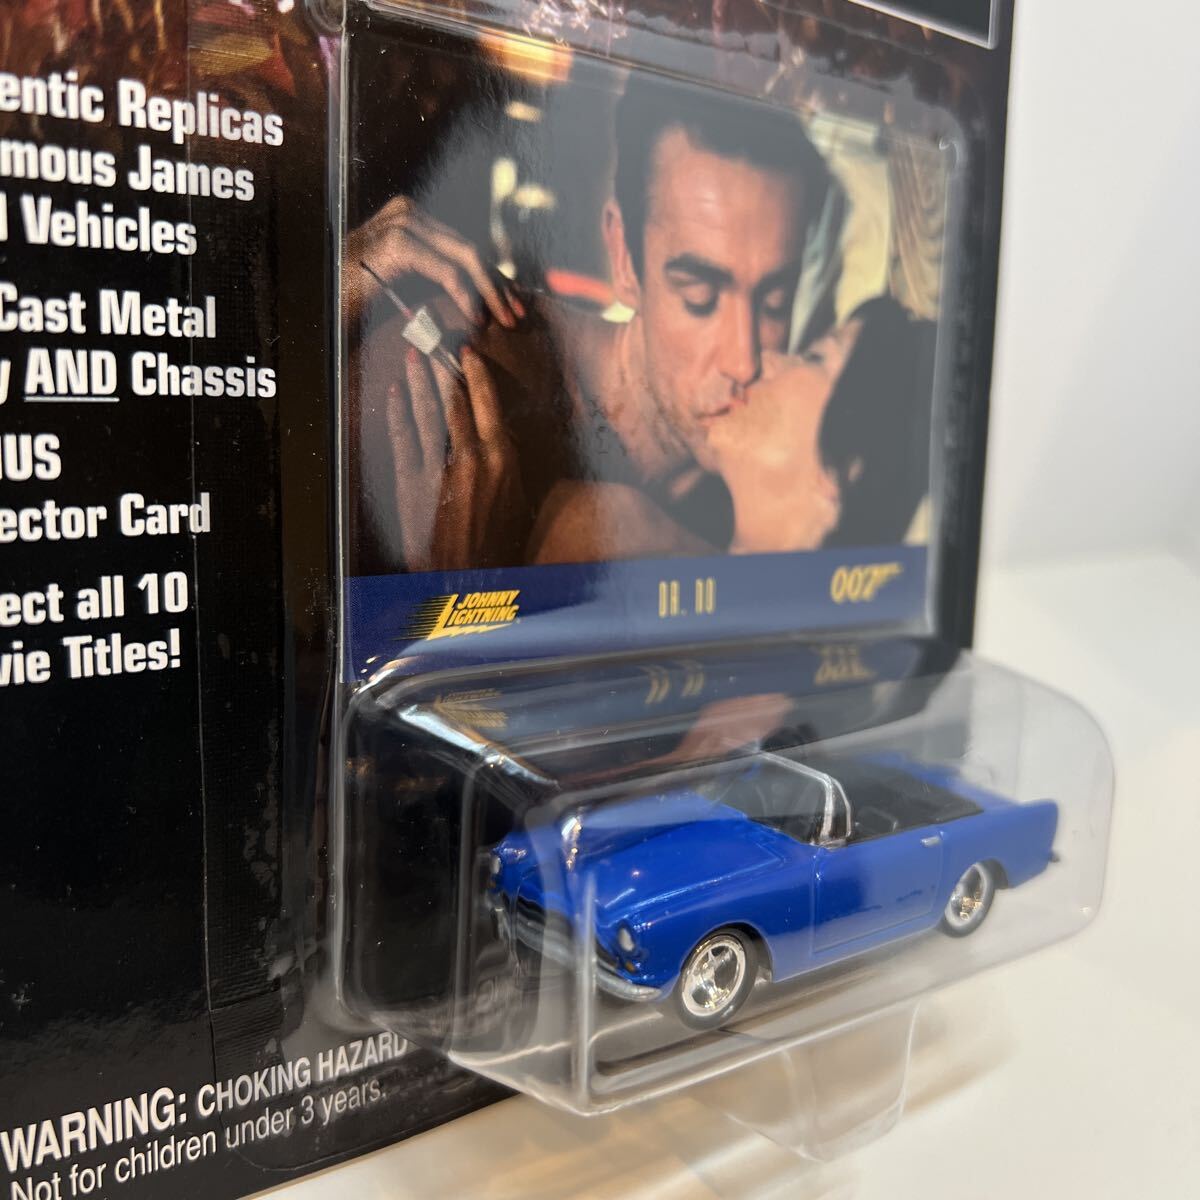 entic Replicas
mous James
Vehicles
Cast Metal
y AND Chassis
US
ector Card
ect all 10
vie Titles!
JOHNNY
LIGHTNING
DR. NO
007
WARNING: CHOKING HAZARD
Not for children under 3 years.